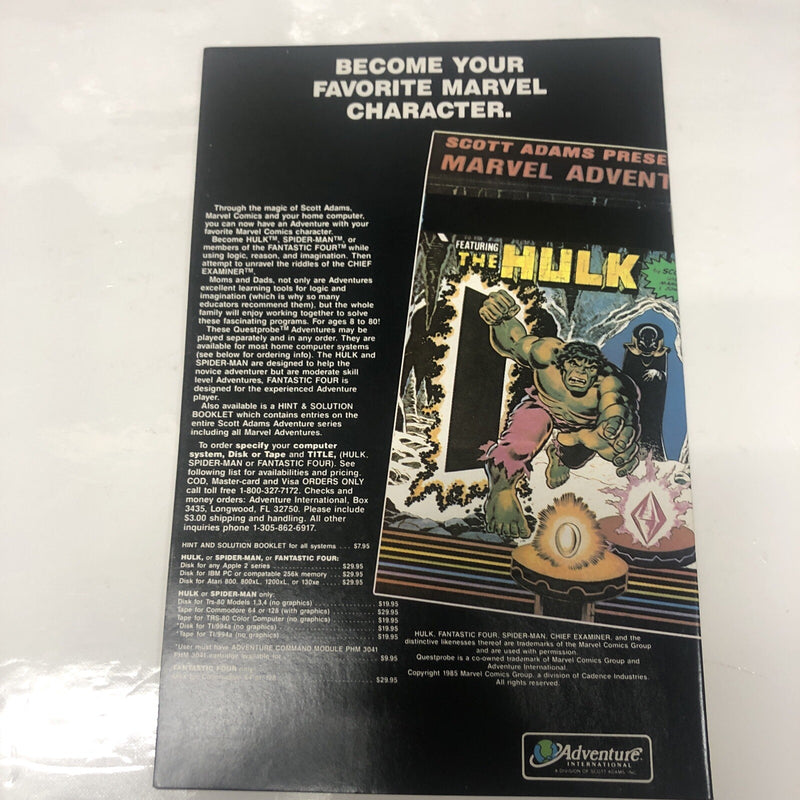 BECOME YOUR
FAVORITE MARVEL
CHARACTER.
SCOTT ADAMS PRESE
MARVEL ADVENT
FEATURING
THE HULK
Through the magic of Scott Adams,
Marvel Comics and your home computer,
you can now have an Adventure with your
favorite Marvel Comics character.
Become HULK™, SPIDER-MAN™, or
members of the FANTASTIC FOUR™ while
using logic, reason, and imagination. Then
attempt to unravel the riddles of the CHIEF
EXAMINER™.
Moms and Dads, not only are Adventures
excellent learning tools for logic and
imagination (which is why so many
educators recommend them), but the whole
family will enjoy working together to solve
these fascinating programs. For ages 8 to 80!
These Questprobe™ Adventures may be
played separately and in any order. They are
available for most home computer systems
(see below for ordering info). The HULK and
SPIDER-MAN are designed to help the
novice adventurer but are moderate skill
level Adventures, FANTASTIC FOUR is
designed for the experienced Adventure
player.
Also available is a HINT & SOLUTION
BOOKLET which contains entries on the
entire Scott Adams Adventure series
including all Marvel Adventures.
To order specify your computer
system, Disk or Tape and TITLE, (HULK,
SPIDER-MAN or FANTASTIC FOUR). See
following list for availabilities and pricing.
COD, Master-card and Visa ORDERS ONLY
call toll free 1-800-327-7172. Checks and
money orders: Adventure International, Box
3435, Longwood, FL 32750. Please include
$3.00 shipping and handling. All other
inquiries phone 1-305-862-6917.
HINT AND SOLUTION BOOKLET for all systems . . . $7.95
HULK, or SPIDER-MAN, or FANTASTIC FOUR:
Disk for any Apple 2 series . . . $29.95
Disk for IBM PC or compatable 256k memory . . . $29.95
Disk for Atari 800, 800xL, 1200xL, or 130xe . . . $29.95
HULK or SPIDER-MAN only:
Disk for Trs-80 Models 1,3,4 (no graphics) . . . $19.95
Tape for Commodore 64 or 128 (with graphics) . . . $29.95
Tape for TRS-80 Color Computer (no graphics) . . . $19.95
*Disk for TI/994a (no graphics) . . . $19.95
*Tape for TI/994a (no graphics) . . . $19.95
*User must have ADVENTURE COMMAND MODULE PHM 3041
PHM 3041 cartridge available for . . . $9.95
FANTASTIC FOUR only:
$29.95
HULK, FANTASTIC FOUR, SPIDER-MAN, CHIEF EXAMINER, and the
distinctive likenesses thereof are trademarks of the Marvel Comics Group
and are used with permission.
Questprobe is a co-owned trademark of Marvel Comics Group and
Adventure International.
Copyright 1985 Marvel Comics Group, a division of Cadence Industries.
All rights reserved.
Adventure
INTERNATIONAL
A DIVISION OF SCOTT ADAMS, INC.